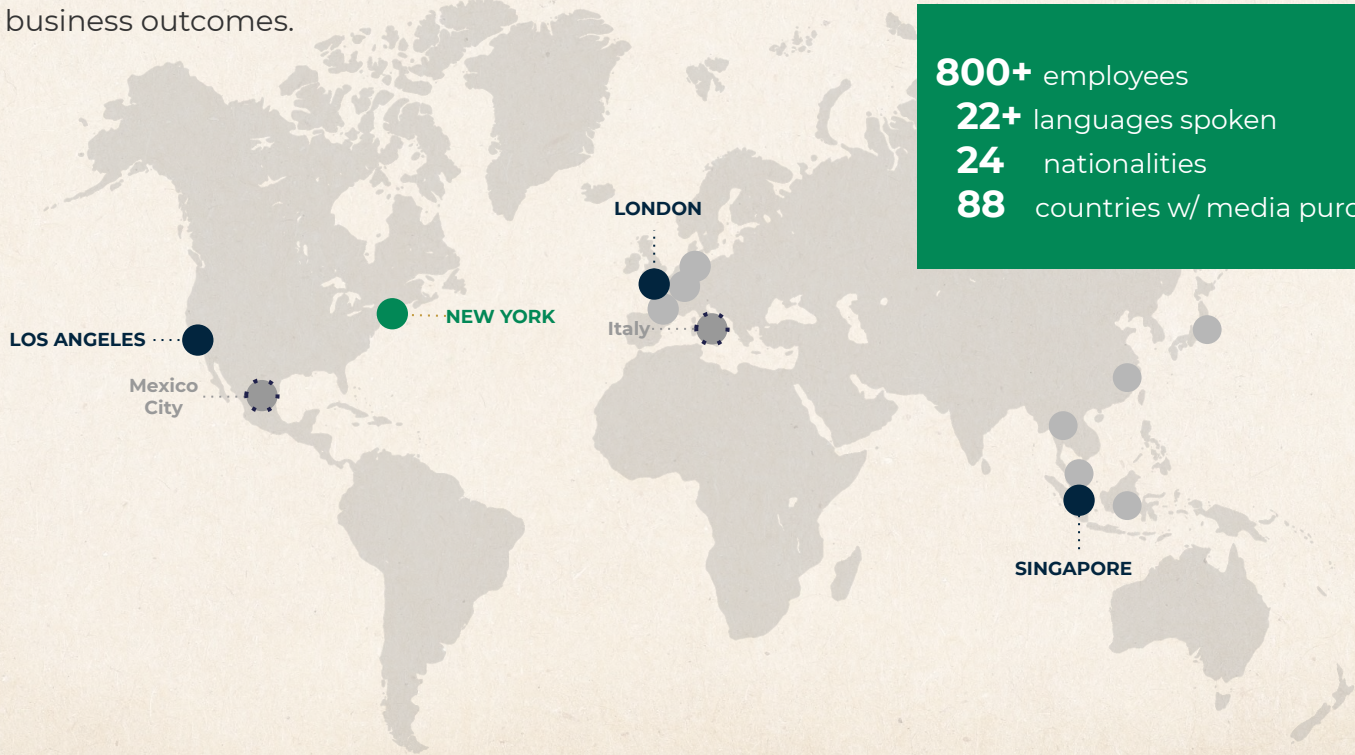 business outcomes.
800+ employees
22+ languages spoken
24 nationalities
88 countries w/ media
LONDON
NEW YORK
LOS ANGELES
Italy
Mexico
City
SINGAPORE